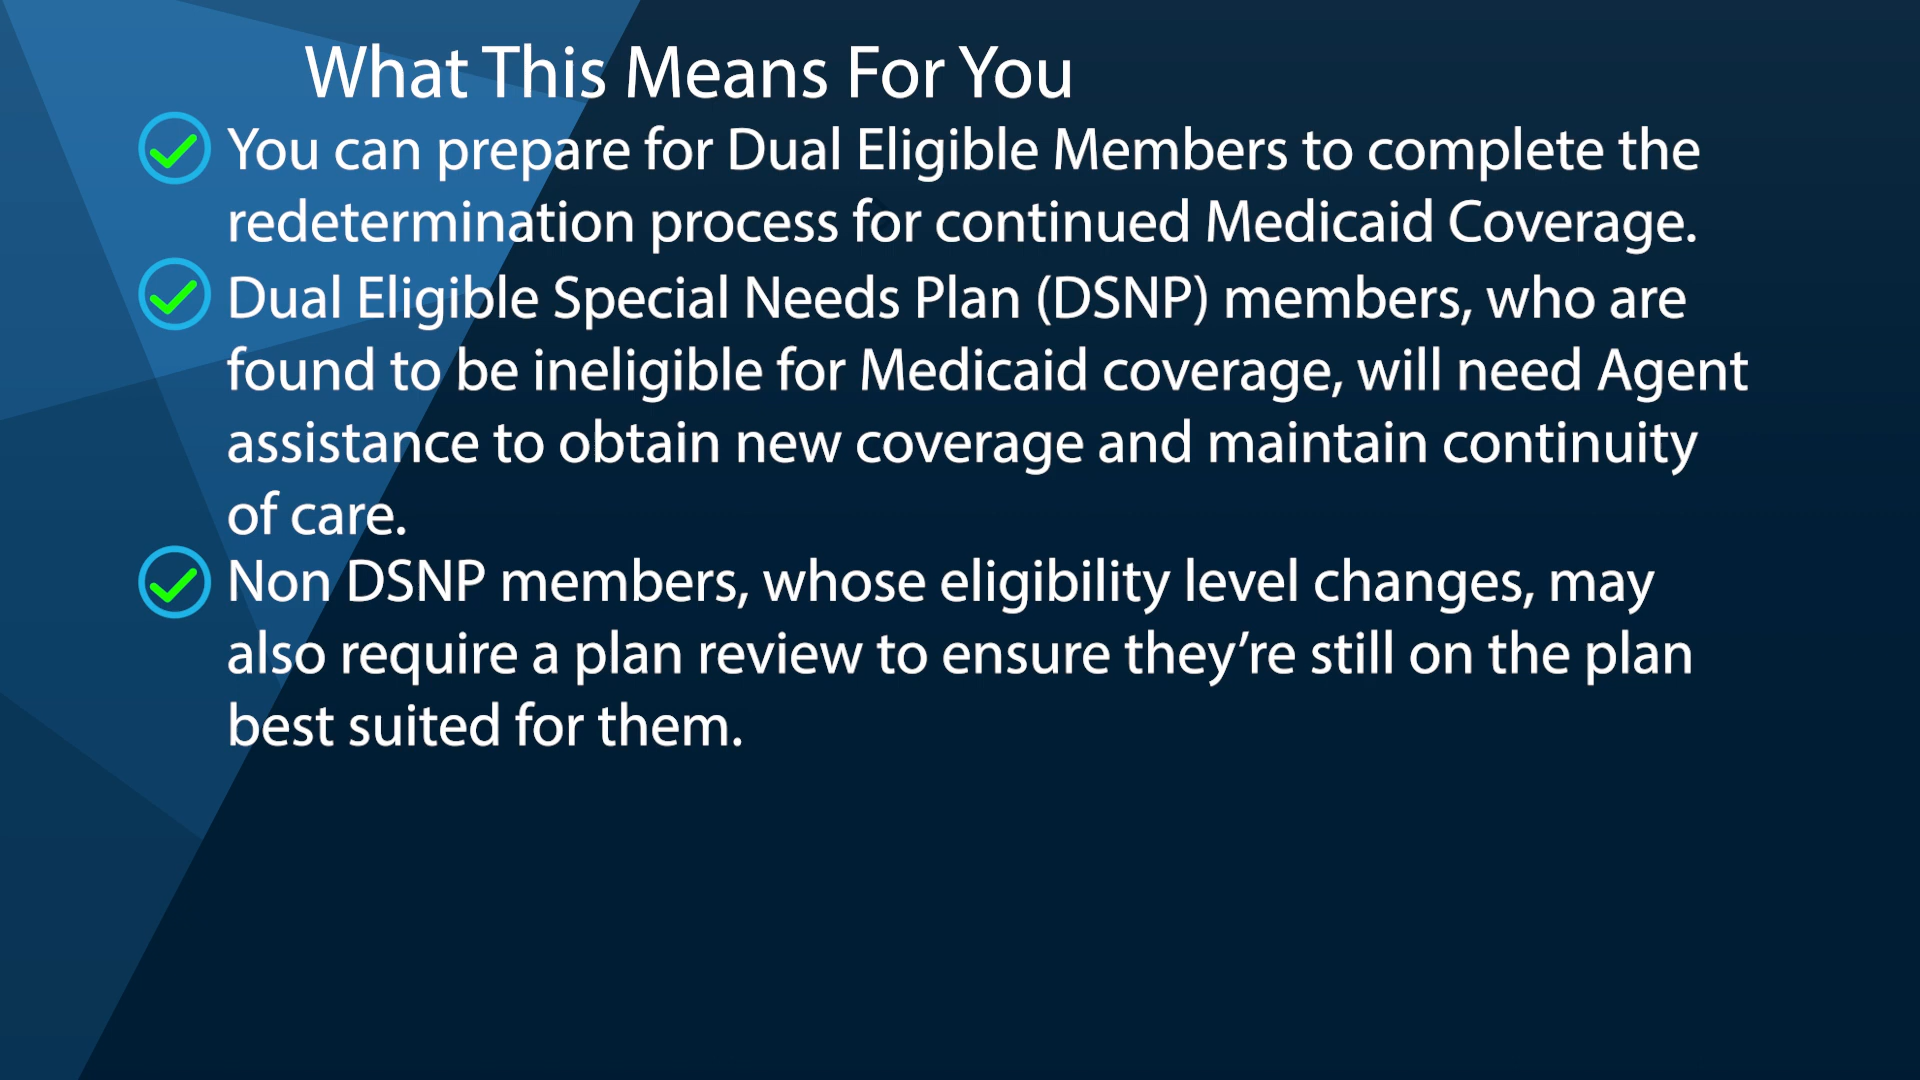 What This Means For You
You can prepare for Dual Eligible Members to complete the
redetermination process for continued Medicaid Coverage.
Dual Eligible Special Needs Plan (DSNP) members, who are
found to be ineligible for Medicaid coverage, will need Agent
assistance to obtain new coverage and maintain continuity
of care.
Non DSNP members, whose eligibility level changes, may
also require a plan review to ensure they’re still on the plan
best suited for them.